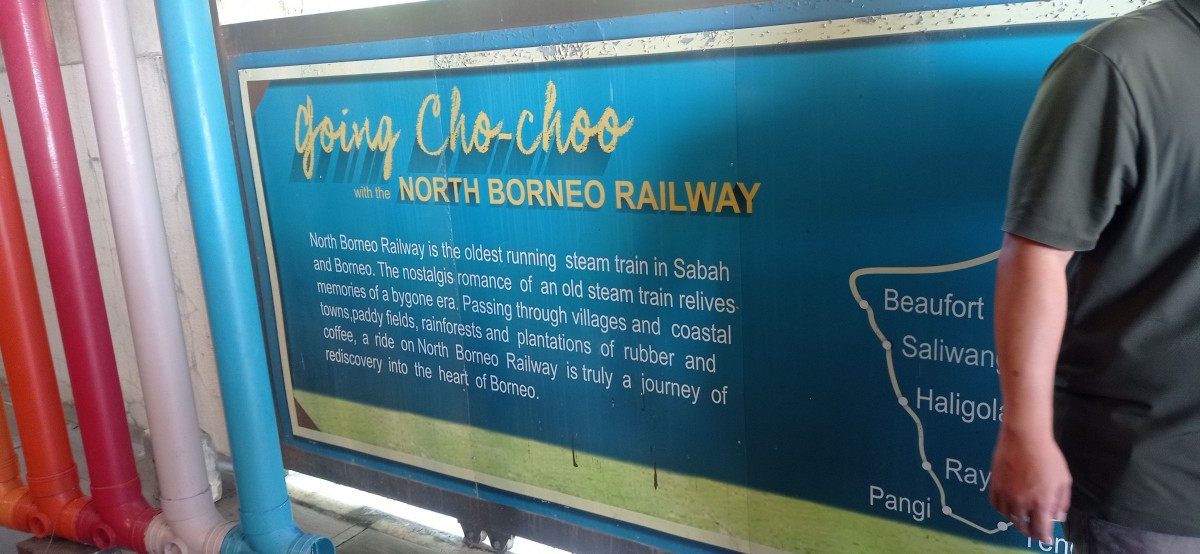 Going Cho-choo
with the NORTH BORNEO RAILWAY
North Borneo Railway is the oldest running steam train in Sabah
and Borneo. The nostalgis romance of an old steam train relives
memories of a bygone era. Passing through villages and coastal
towns,paddy fields, rainforests and plantations of rubber and
coffee, a ride on North Borneo Railway is truly a journey of
rediscovery into the heart of Borneo.
Beaufort
Saliwang
Pangi